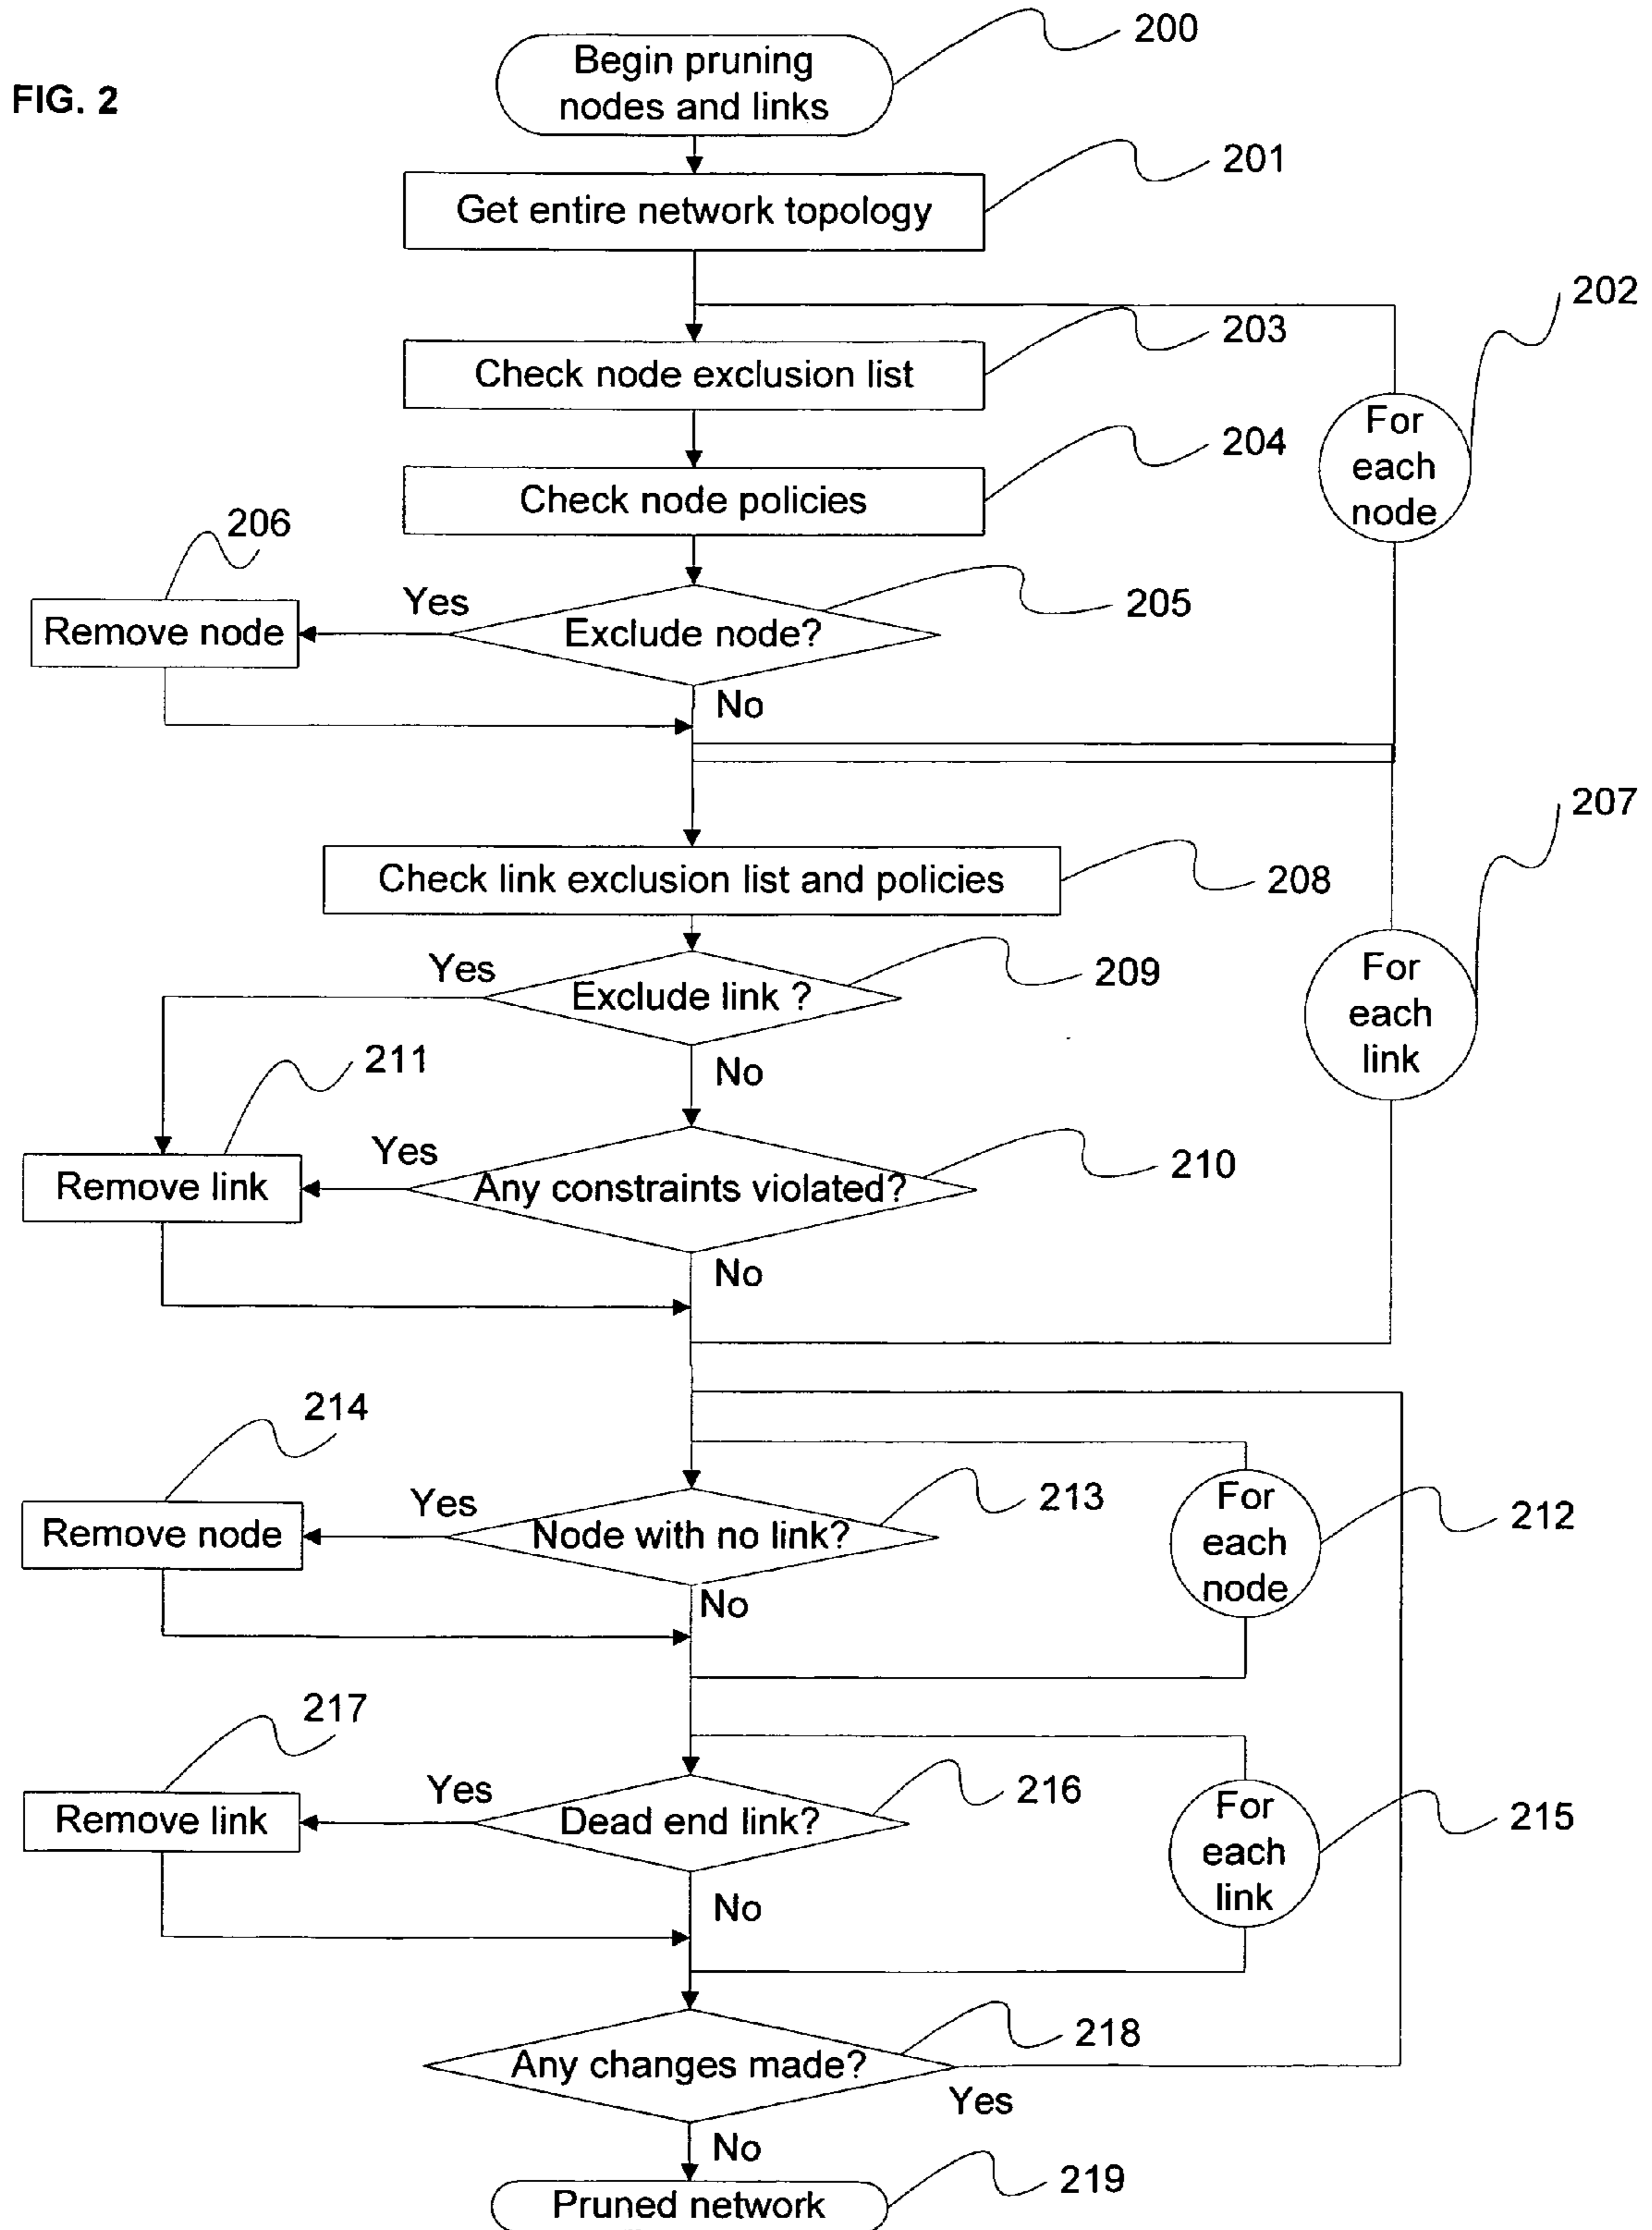 FIG. 2
Begin pruning
nodes and links
200
Get entire network topology
201
202
Check node exclusion list
203
For
each
node
Check node policies
204
206
Remove node
Yes
Exclude node?
205
No
207
Check link exclusion list and policies
208
Yes
Exclude link ?
209
For
each
link
No
211
Remove link
Yes
Any constraints violated?
210
No
214
Remove node
Yes
Node with no link?
213
For
each
node
212
No
217
Remove link
Yes
Dead end link?
216
For
each
link
215
No
Any changes made?
218
Yes
No
Pruned network
219